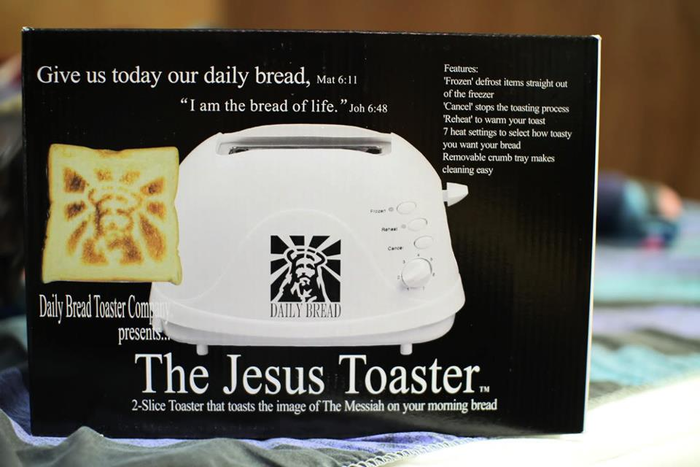 Give us today our daily bread, Mat 6:11
"I am the bread of life." Joh 6:48
Features:
'Frozen' defrost items straight out
of the freezer
'Cancel' stops the toasting process
'Reheat' to warm your toast
7 heat settings to select how toasty
you want your bread
Removable crumb tray makes
cleaning easy
Frozen
Reheat
Cancel
DAILY BREAD
Daily Bread Toaster Company
presents...
The Jesus Toaster™
2-Slice Toaster that toasts the image of The Messiah on your morning bread